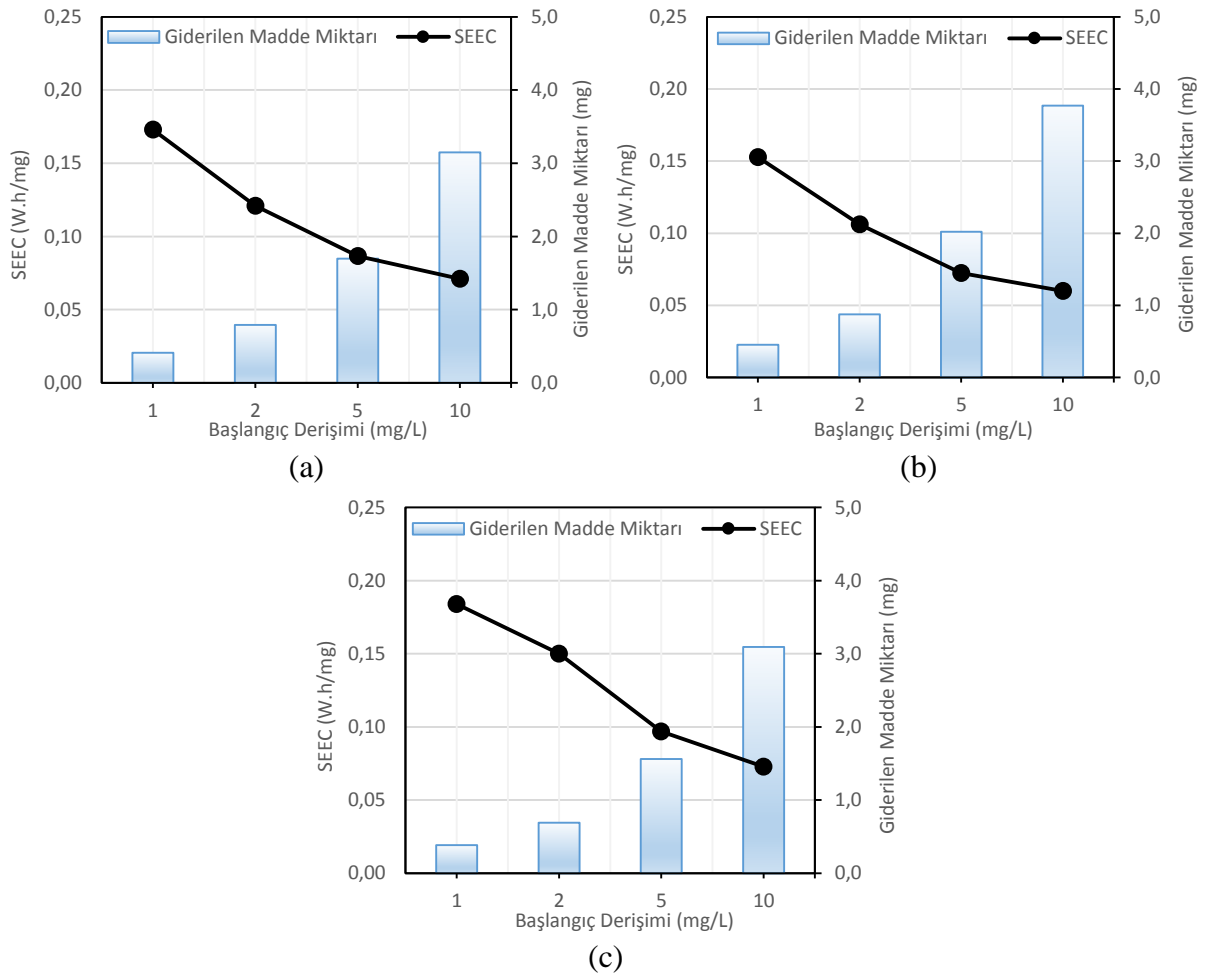 0,25
0,20
0,15
0,10
0,05
0,00
SEEC (W.h/mg)
Giderilen Madde Miktarı SEEC
5,0
4,0
3,0
2,0
1,0
0,0
Giderilen Madde Miktarı (mg)
1 2 5 10
Başlangıç Derişimi (mg/L)
(a)
0,25
0,20
0,15
0,10
0,05
0,00
SEEC (W.h/mg)
Giderilen Madde Miktarı SEEC
5,0
4,0
3,0
2,0
1,0
0,0
Giderilen Madde Miktarı (mg)
1 2 5 10
Başlangıç Derişimi (mg/L)
(b)
0,25
0,20
0,15
0,10
0,05
0,00
SEEC (W.h/mg)
Giderilen Madde Miktarı SEEC
5,0
4,0
3,0
2,0
1,0
0,0
Giderilen Madde Miktarı (mg)
1 2 5 10
Başlangıç Derişimi (mg/L)
(c)